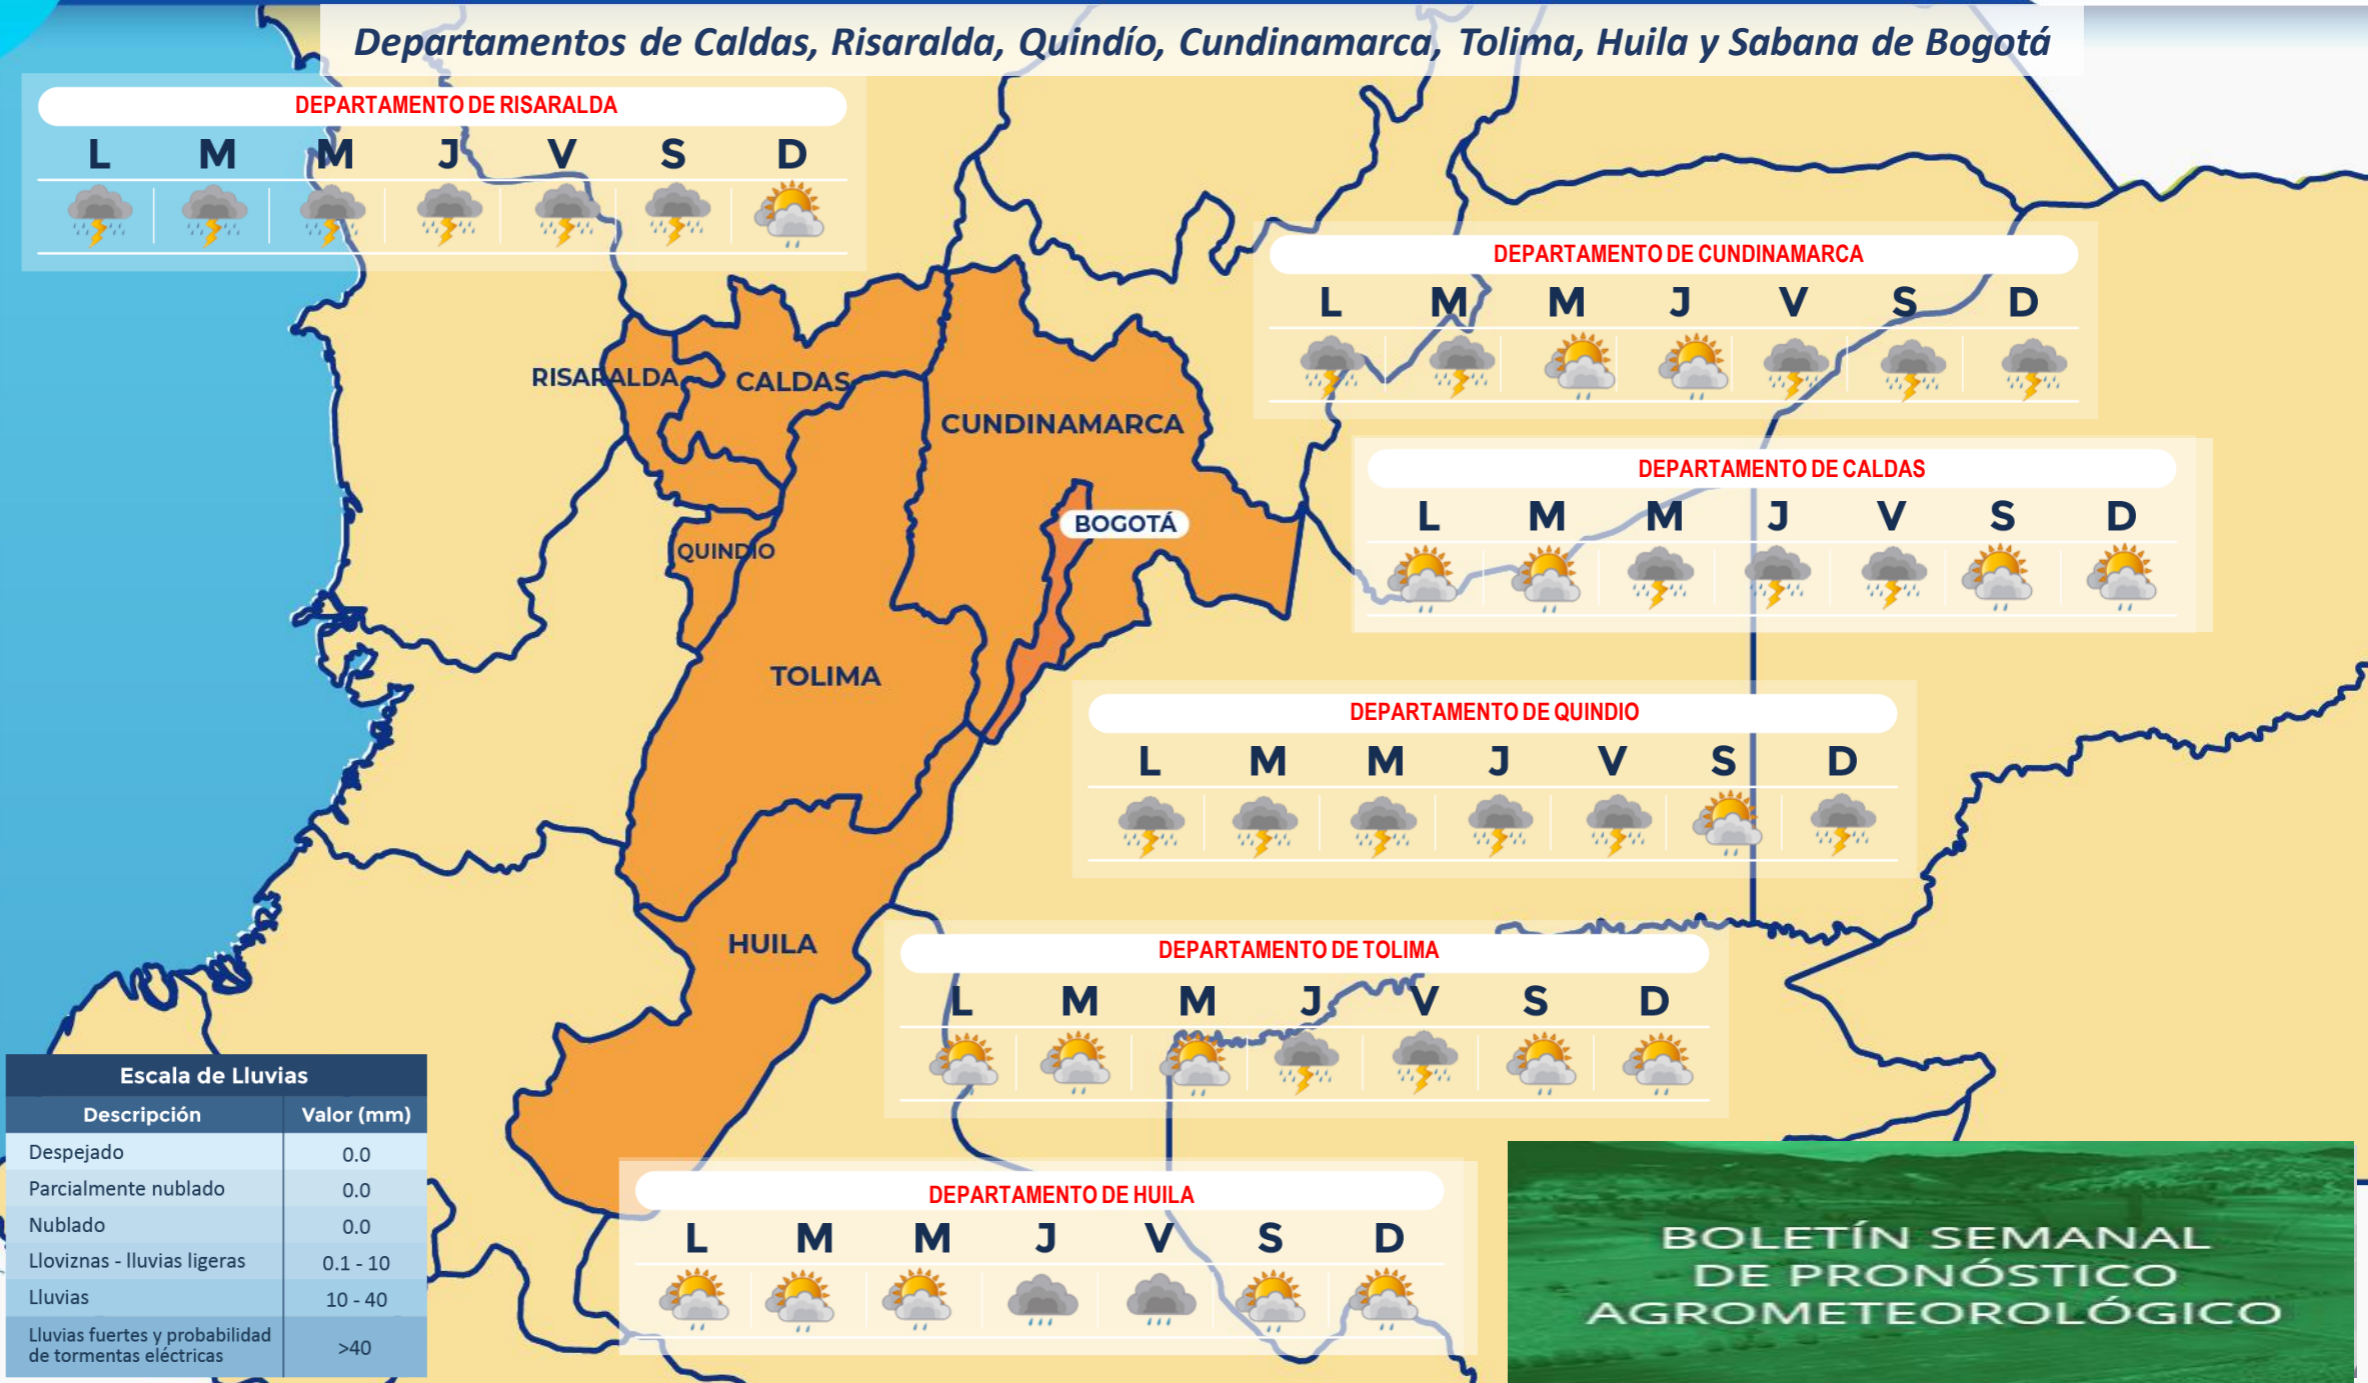 Departamentos de Caldas, Risaralda, Quindío, Cundinamarca, Tolima, Huila y Sabana de Bogotá
DEPARTAMENTO DE RISARALDA
L M M J V S D
DEPARTAMENTO DE CUNDINAMARCA
L M M J V S D
RISARALDA
CALDAS
CUNDINAMARCA
DEPARTAMENTO DE CALDAS
L M M J V S D
BOGOTÁ
QUINDIO
TOLIMA
DEPARTAMENTO DE QUINDIO
L M M J V S D
HUILA
DEPARTAMENTO DE TOLIMA
L M M J V S D
Escala de Lluvias
Descripción Valor (mm)
Despejado 0.0
Parcialmente nublado 0.0
Nublado 0.0
Lloviznas - lluvias ligeras 0.1 - 10
Lluvias 10 - 40
Lluvias fuertes y probabilidad
de tormentas eléctricas >40
DEPARTAMENTO DE HUILA
L M M J V S D
BOLETÍN SEMANAL
DE PRONÓSTICO
AGROMETEOROLÓGICO